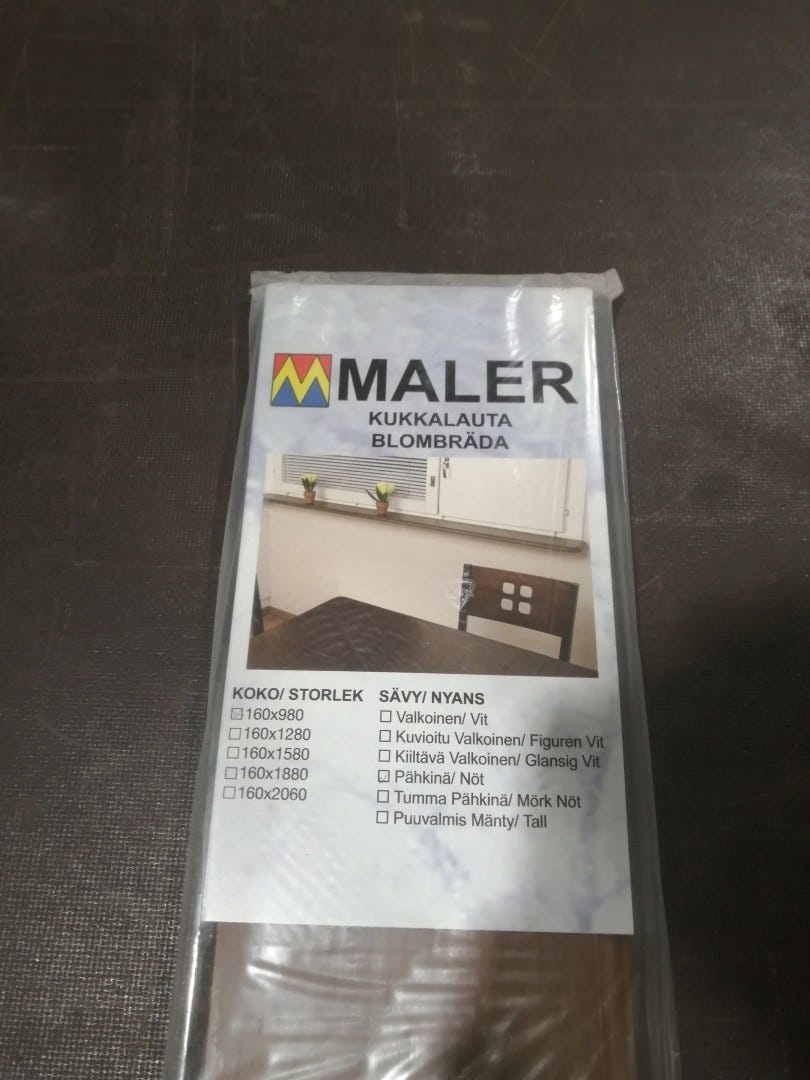 MALER
KUKKALAUTA
BLOMBRÄDA
KOKO/ STORLEK
160x980
160x1280
160x1580
160x1880
160x2060
SÄVY/ NYANS
Valkoinen/ Vit
Kuvioitu Valkoinen/ Figuren Vit
Kiiltävä Valkoinen/ Glansig Vit
Pähkinä/ Nöt
Tumma Pähkinä/ Mörk Nöt
Puuvalmis Mänty/ Tall